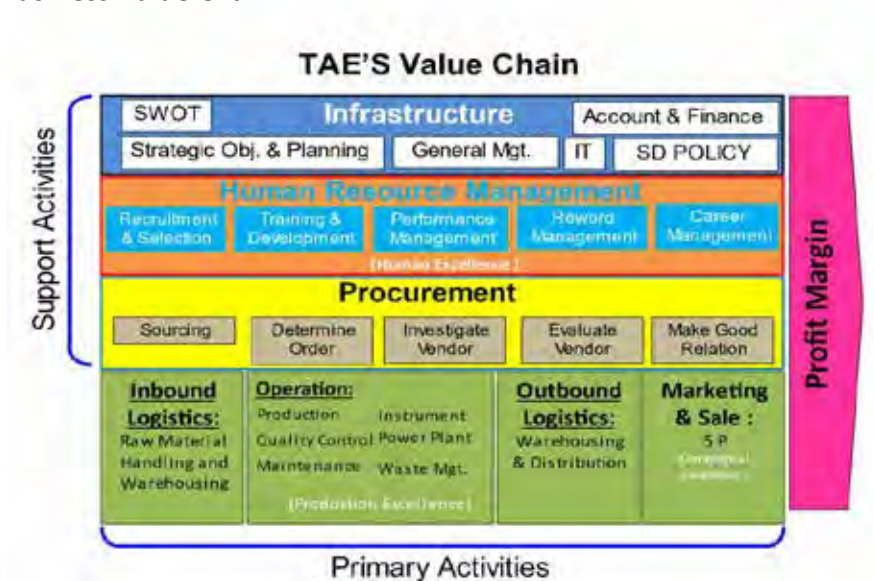 TAE'S Value Chain
Support Activities
SWOT
Infrastructure
Account & Finance
Strategic Obj. & Planning
General Mgt.
IT
SD POLICY
Human Resource Management
Recruitment
& Selection
Training &
Development
Performance
Management
Reword
Management
Career
Management
(Human Excellence)
Procurement
Sourcing
Determine
Order
Investigate
Vendor
Evaluate
Vendor
Make Good
Relation
Inbound
Logistics:
Raw Material
Handling and
Warehousing
Operation:
Production
Instrument
Quality Control
Power Plant
Maintenance
Waste Mgt.
(Production Excellence)
Outbound
Logistics:
Warehousing
& Distribution
Marketing
& Sale :
5 P
Profit Margin
Primary Activities